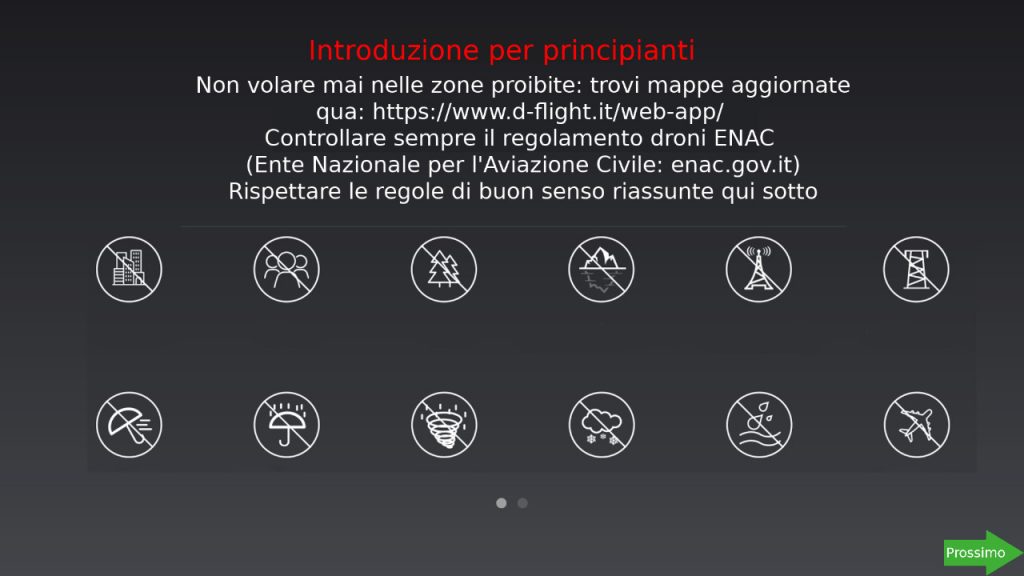 Introduzione per principianti
Non volare mai nelle zone proibite: trovi mappe aggiornate
qua: https://www.d-flight.it/web-app/
Controllare sempre il regolamento droni ENAC
(Ente Nazionale per l'Aviazione Civile: enac.gov.it)
Rispettare le regole di buon senso riassunte qui sotto
Prossimo